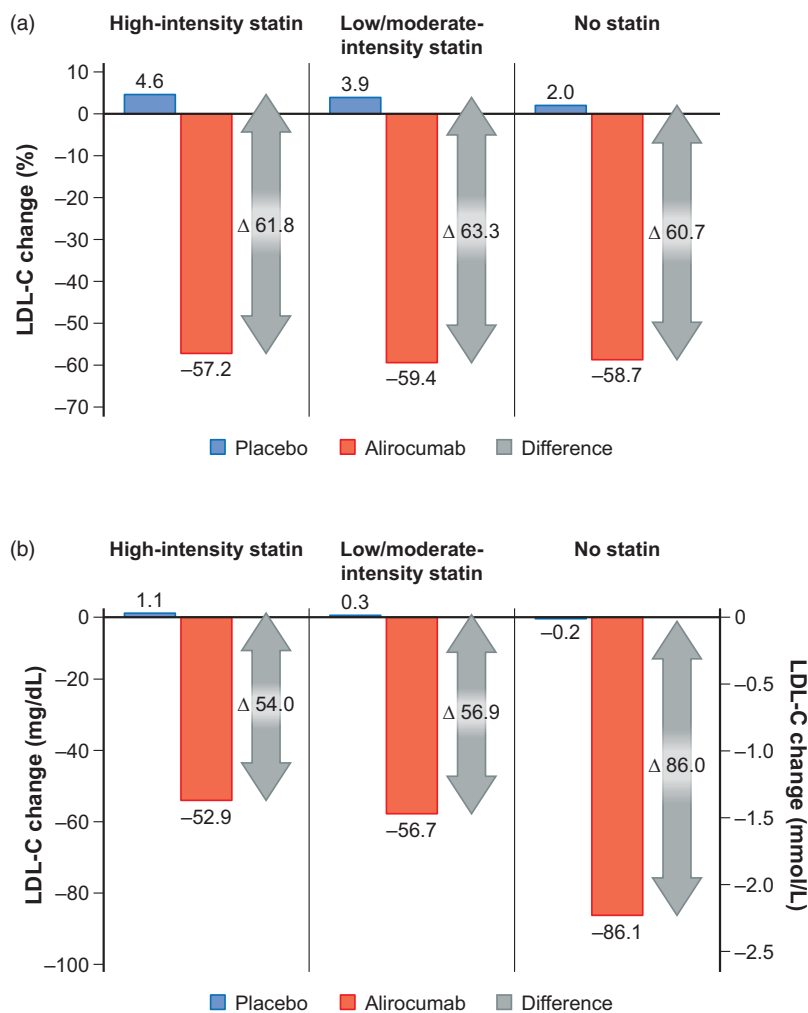 (a)
High-intensity statin
Low/moderate-
intensity statin
No statin
LDL-C change (%)
10
0
–10
–20
–30
–40
–50
–60
–70
4.6
3.9
2.0
Δ 61.8
Δ 63.3
Δ 60.7
–57.2
–59.4
–58.7
Placebo Alirocumab Difference
(b)
High-intensity statin
Low/moderate-
intensity statin
No statin
LDL-C change (mg/dL)
0
–20
–40
–60
–80
–100
1.1
0.3
–0.2
Δ 54.0
Δ 56.9
Δ 86.0
–52.9
–56.7
–86.1
0
–0.5
–1.0
–1.5
–2.0
–2.5
LDL-C change (mmol/L)
Placebo Alirocumab Difference